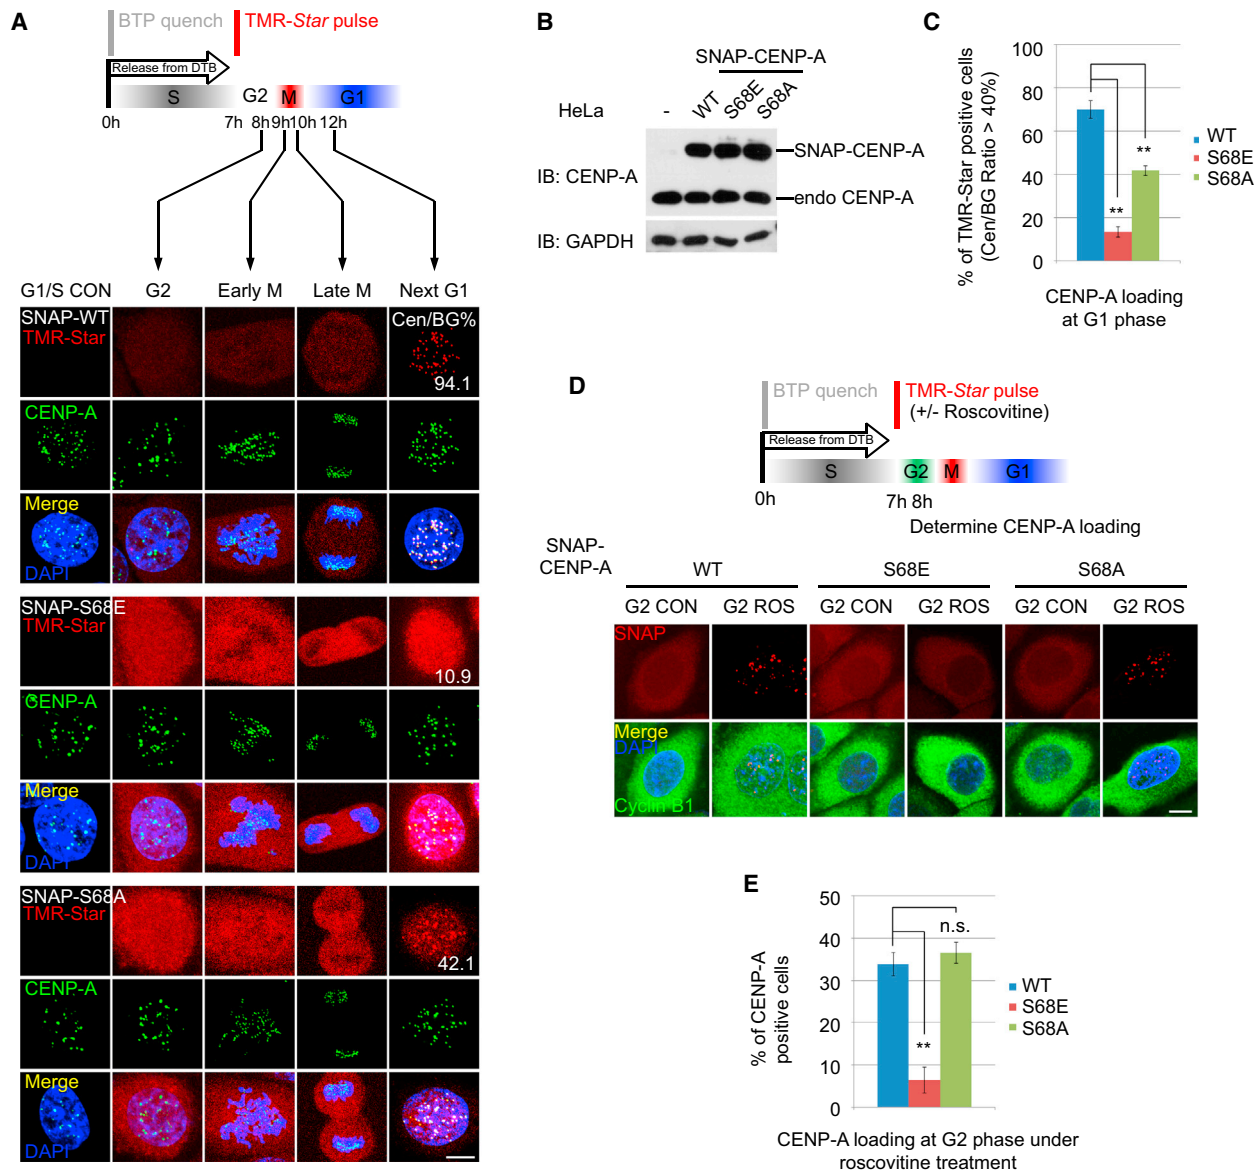 A
BTP quench
TMR-Star pulse
Release from DTB
S
G2
M
G1
0h
7h
8h
9h
10h
12h
G1/S CON
G2
Early M
Late M
Next G1
SNAP-WT
TMR-Star
Cen/BG%
94.1
CENP-A
Merge
DAPI
SNAP-S68E
TMR-Star
10.9
CENP-A
Merge
DAPI
SNAP-S68A
TMR-Star
42.1
CENP-A
Merge
DAPI
B
SNAP-CENP-A
HeLa
-
WT
S68E
S68A
IB: CENP-A
SNAP-CENP-A
endo CENP-A
IB: GAPDH
C
% of TMR-Star positive cells
(Cen/BG Ratio > 40%)
100
80
60
40
20
0
**
**
WT
S68E
S68A
CENP-A loading
at G1 phase
D
BTP quench
TMR-Star pulse
(+/- Roscovitine)
Release from DTB
S
G2
M
G1
0h
7h 8h
Determine CENP-A loading
SNAP-
CENP-A
WT
S68E
S68A
G2 CON
G2 ROS
G2 CON
G2 ROS
G2 CON
G2 ROS
SNAP
Merge
DAPI
Cyclin B1
E
% of CENP-A
positive cells
50
40
30
20
10
0
n.s.
**
WT
S68E
S68A
CENP-A loading at G2 phase under
roscovitine treatment